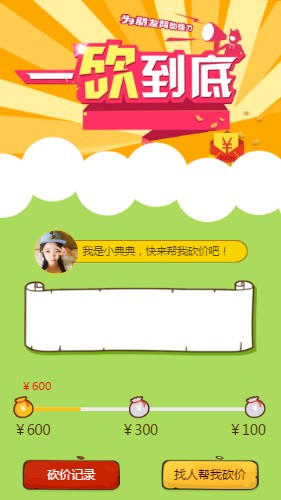 为朋友两肋插刀
一砍到底
¥
我是小典典，快来帮我砍价吧！
¥600
¥600 ¥300 ¥100
砍价记录 找人帮我砍价